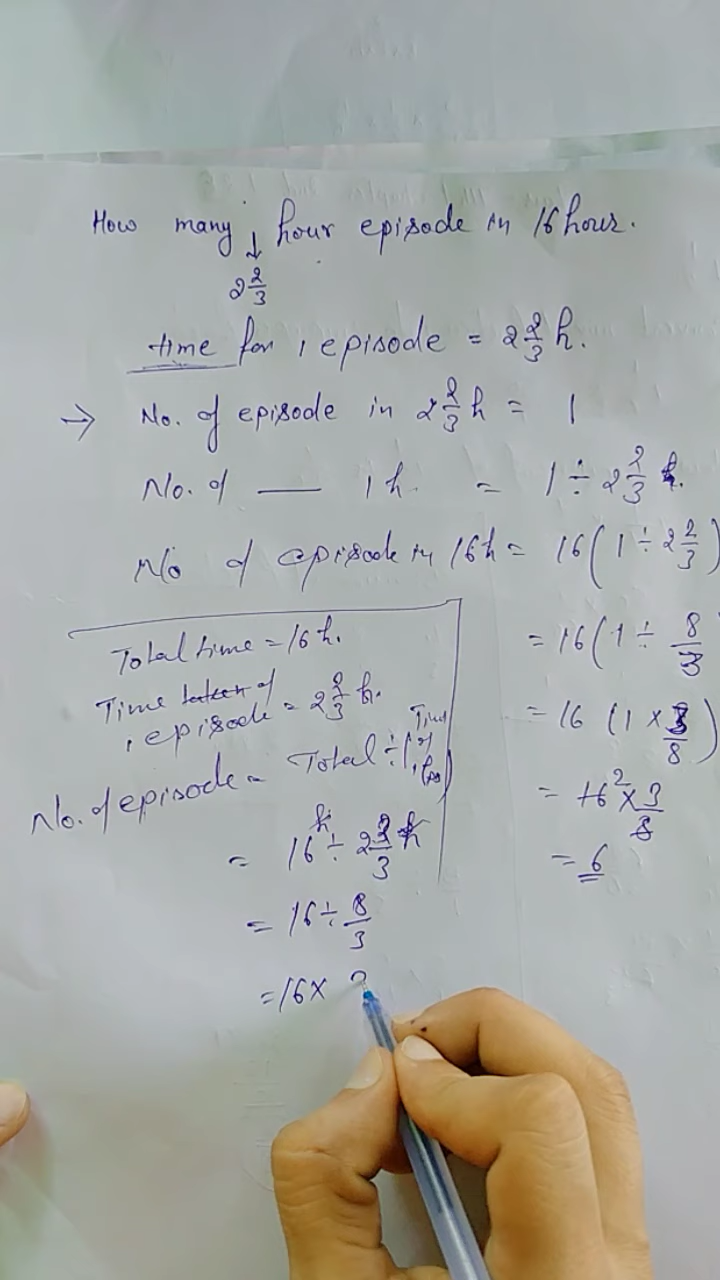 How many ↓ hour episode in 16 hour.
2 2/3
time for 1 episode = 2 2/3 h.
→ No. of episode in 2 2/3 h = 1
No. of — 1 h. = 1 ÷ 2 2/3 h.
No of episode in 16h = 16 ( 1 ÷ 2 2/3 )
= 16 ( 1 ÷ 8/3
= 16 ( 1 × 3/8 )
= 16 2 × 3/8
= 6
Total time = 16 h.
Time taken of
1 episode = 2 2/3 h.
No. of episode = Total ÷ ( of 1
= 16 h ÷ 2 2/3 h
= 16 ÷ 8/3
= 16 ×